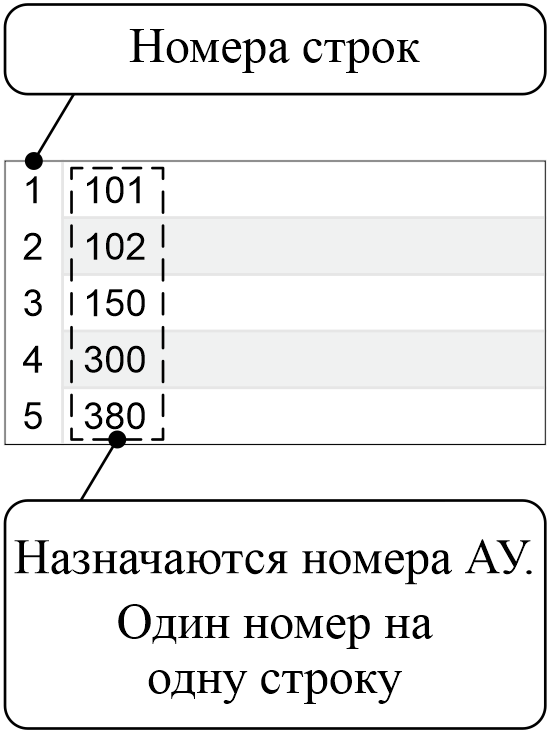 Номера строк
1 101
2 102
3 150
4 300
5 380
Назначаются номера АУ.
Один номер на
одну строку